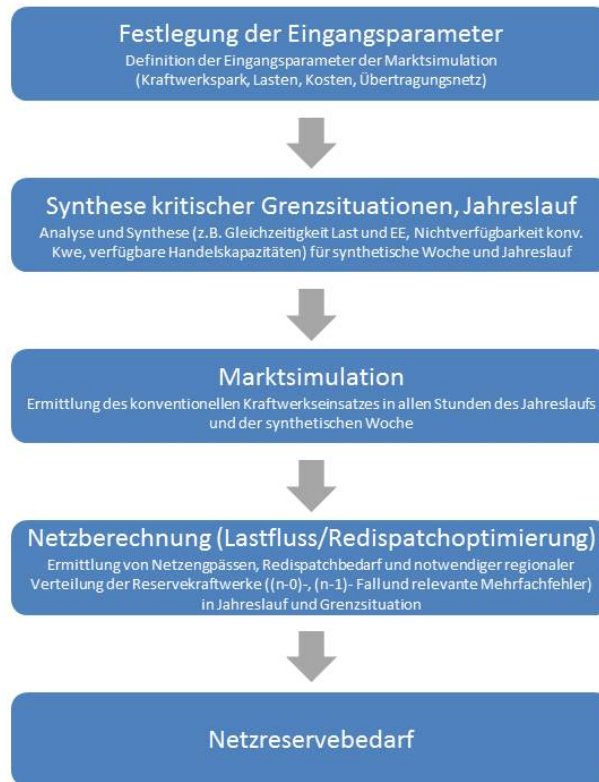 Festlegung der Eingangsparameter
Definition der Eingangsparameter der Marktsimulation
(Kraftwerkspark, Lasten, Kosten, Übertragungsnetz)
Synthese kritischer Grenzsituationen, Jahreslauf
Analyse und Synthese (z.B. Gleichzeitigkeit Last und EE, Nichtverfügbarkeit konv.
Kwe, verfügbare Handelskapazitäten) für synthetische Woche und Jahreslauf
Marktsimulation
Ermittlung des konventionellen Kraftwerkseinsatzes in allen Stunden des Jahreslaufs
und der synthetischen Woche
Netzberechnung (Lastfluss/Redispatchoptimierung)
Ermittlung von Netzengpässen, Redispatchbedarf und notwendiger regionaler
Verteilung der Reservekraftwerke ((n-0)-, (n-1)- Fall und relevante Mehrfachfehler)
in Jahreslauf und Grenzsituation
Netzreservebedarf